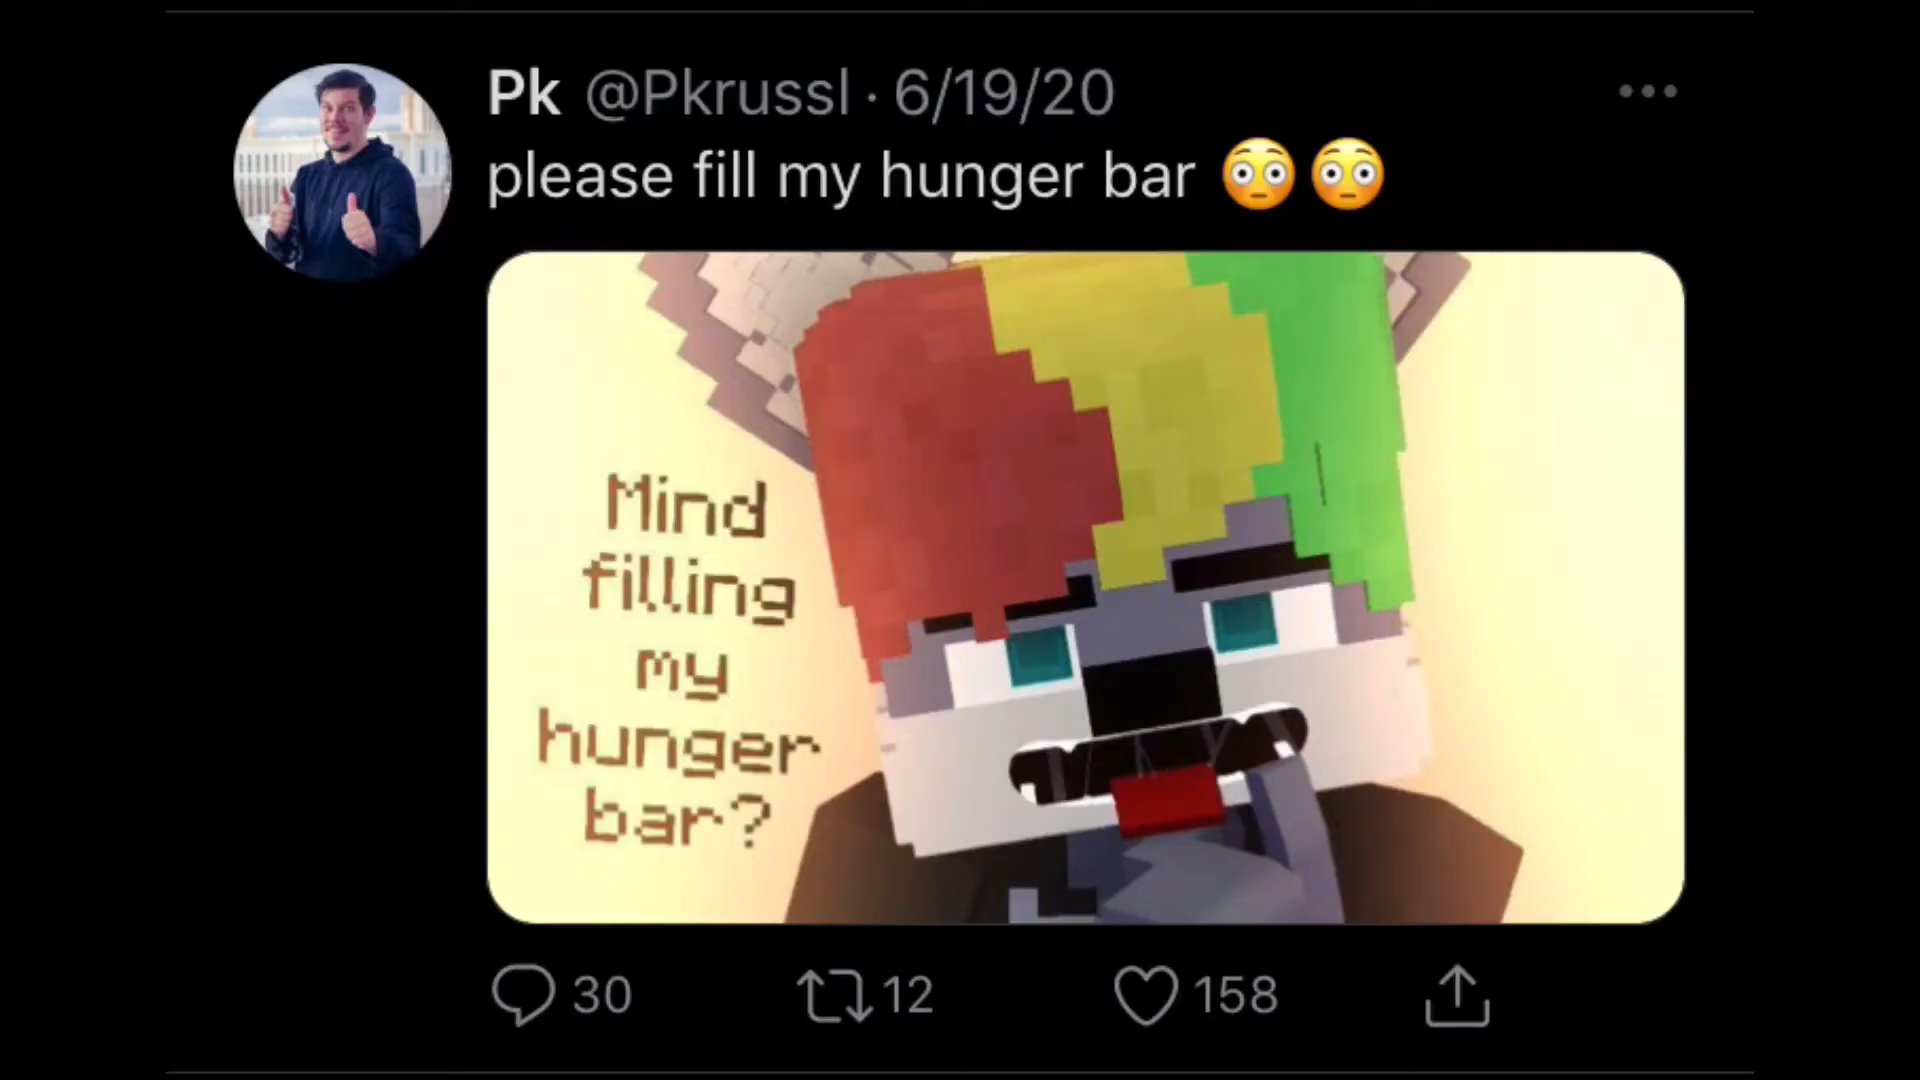 Pk @Pkrussl · 6/19/20
please fill my hunger bar 😳😳
Mind
filling
my
hunger
bar?
30 12 158